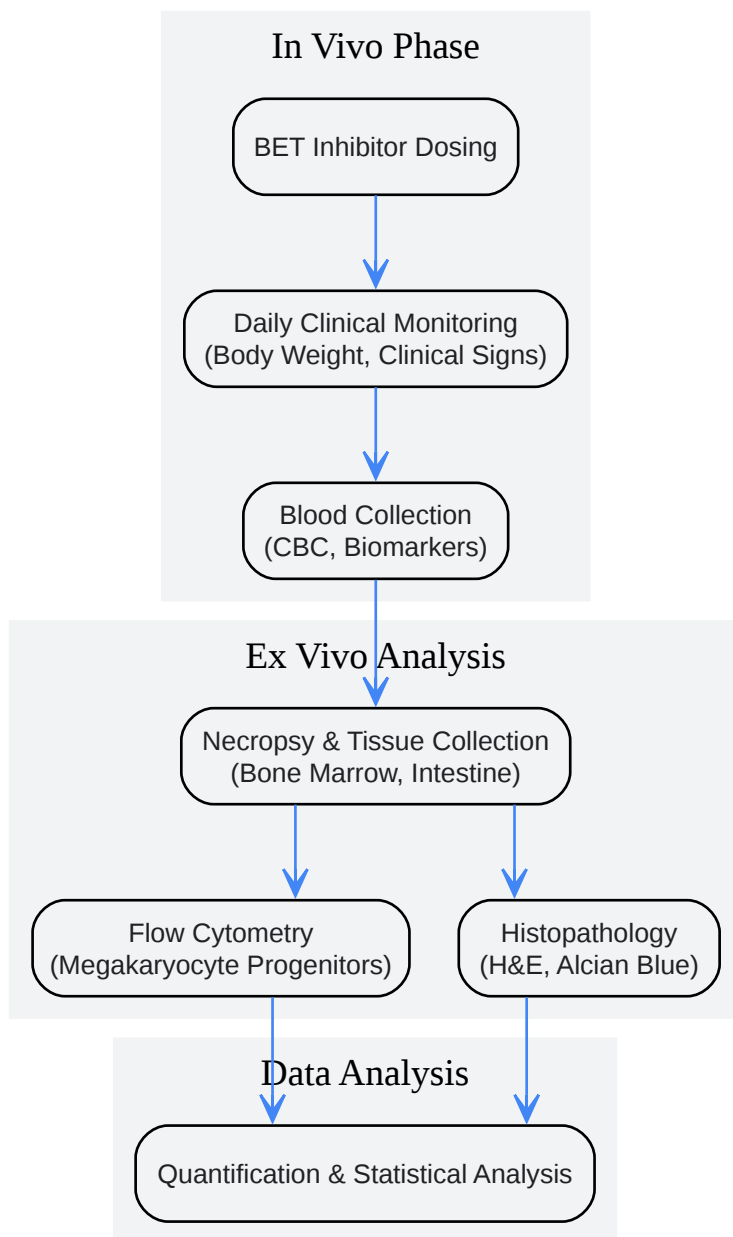 In Vivo Phase
BET Inhibitor Dosing
Daily Clinical Monitoring
(Body Weight, Clinical Signs)
Blood Collection
(CBC, Biomarkers)
Ex Vivo Analysis
Necropsy & Tissue Collection
(Bone Marrow, Intestine)
Flow Cytometry
(Megakaryocyte Progenitors)
Histopathology
(H&E, Alcian Blue)
Data Analysis
Quantification & Statistical Analysis